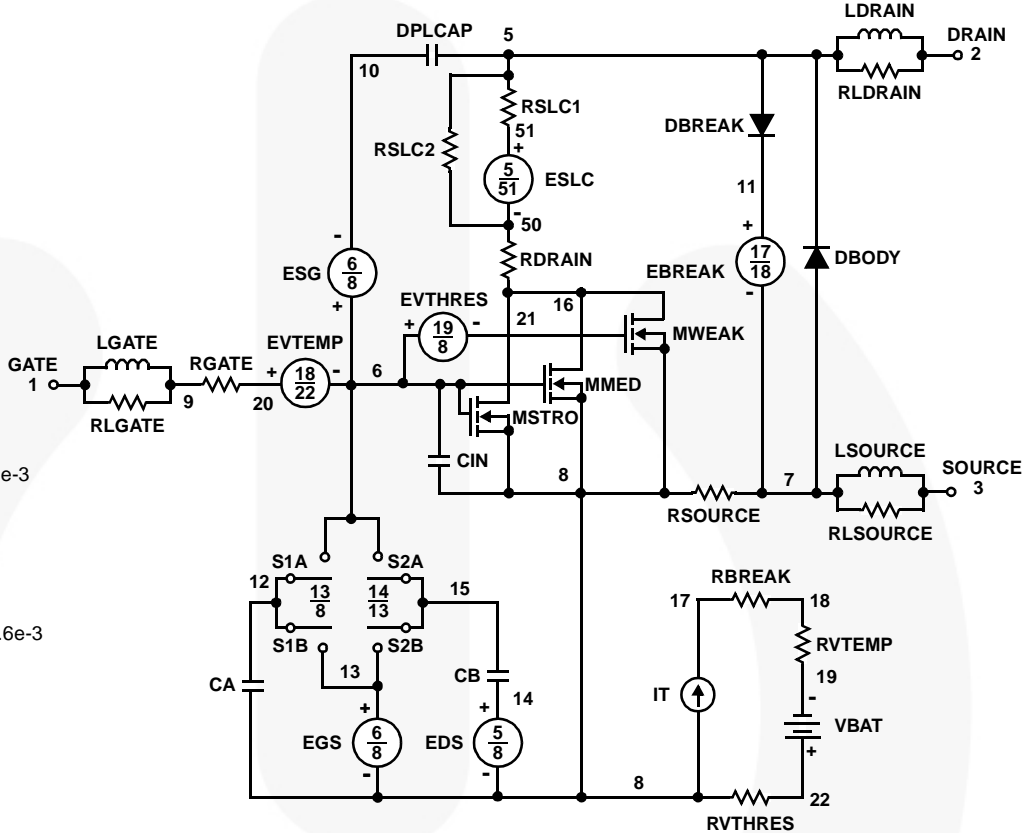 LDRAIN
DPLCAP
5
DRAIN
2
10
RLDRAIN
RSLC1
51
DBREAK
RSLC2
+
5
51
ESLC
11
-
50
-
+
ESG
6
8
RDRAIN
EBREAK
17
18
DBODY
+
-
EVTHRES
16
+
19
8
-
21
MWEAK
LGATE
EVTEMP
GATE
1
RGATE
+
18
22
-
6
MMED
9
20
RLGATE
MSTRO
CIN
LSOURCE
e-3
8
7
SOURCE
3
RSOURCE
RLSOURCE
S1A
S2A
12
13
8
14
13
15
RBREAK
17
18
S1B
S2B
.6e-3
RVTEMP
13
CB
19
CA
14
IT
-
+
+
VBAT
EGS
6
8
EDS
5
8
+
-
-
8
22
RVTHRES